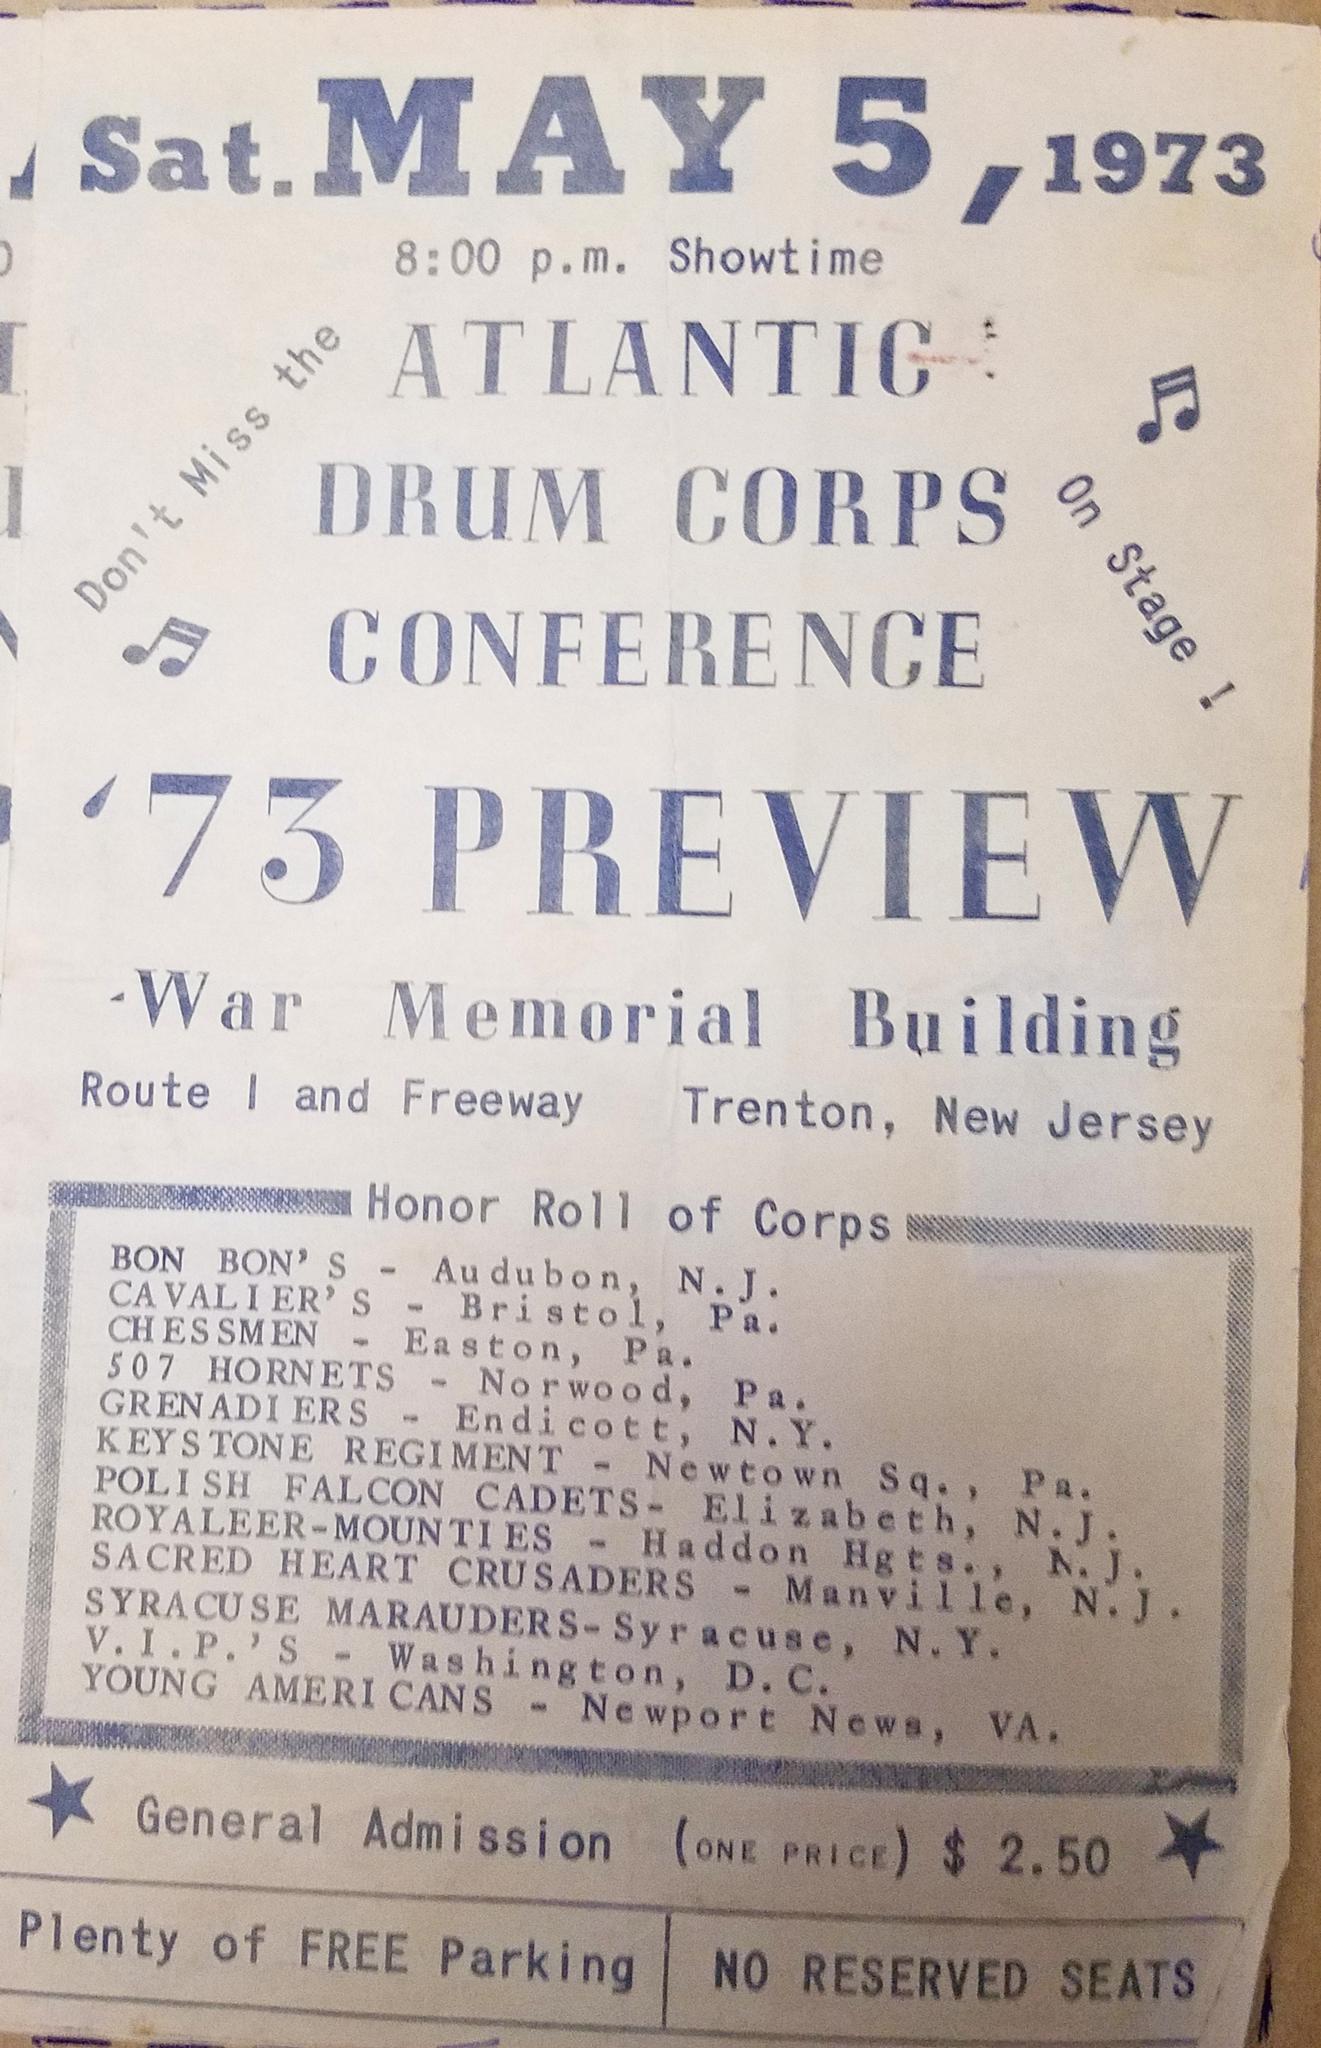 Sat. MAY 5, 1973
8:00 p.m. Showtime
Don't Miss the
ATLANTIC
DRUM CORPS
CONFERENCE
On Stage !
'73 PREVIEW
-War Memorial Building
Route 1 and Freeway Trenton, New Jersey
Honor Roll of Corps
BON BON'S - Audubon, N.J.
CAVALIER'S - Bristol, Pa.
CHESSMEN - Easton, Pa.
507 HORNETS - Norwood, Pa.
GRENADIERS - Endicott, N.Y.
KEYSTONE REGIMENT - Newtown Sq., Pa.
POLISH FALCON CADETS- Elizabeth, N.J.
ROYALEER-MOUNTIES - Haddon Hgts., N.J.
SACRED HEART CRUSADERS - Manville, N.J.
SYRACUSE MARAUDERS-Syracuse, N.Y.
V.I.P.'S - Washington, D.C.
YOUNG AMERICANS - Newport News, VA.
General Admission (ONE PRICE) $ 2.50
Plenty of FREE Parking
NO RESERVED SEATS